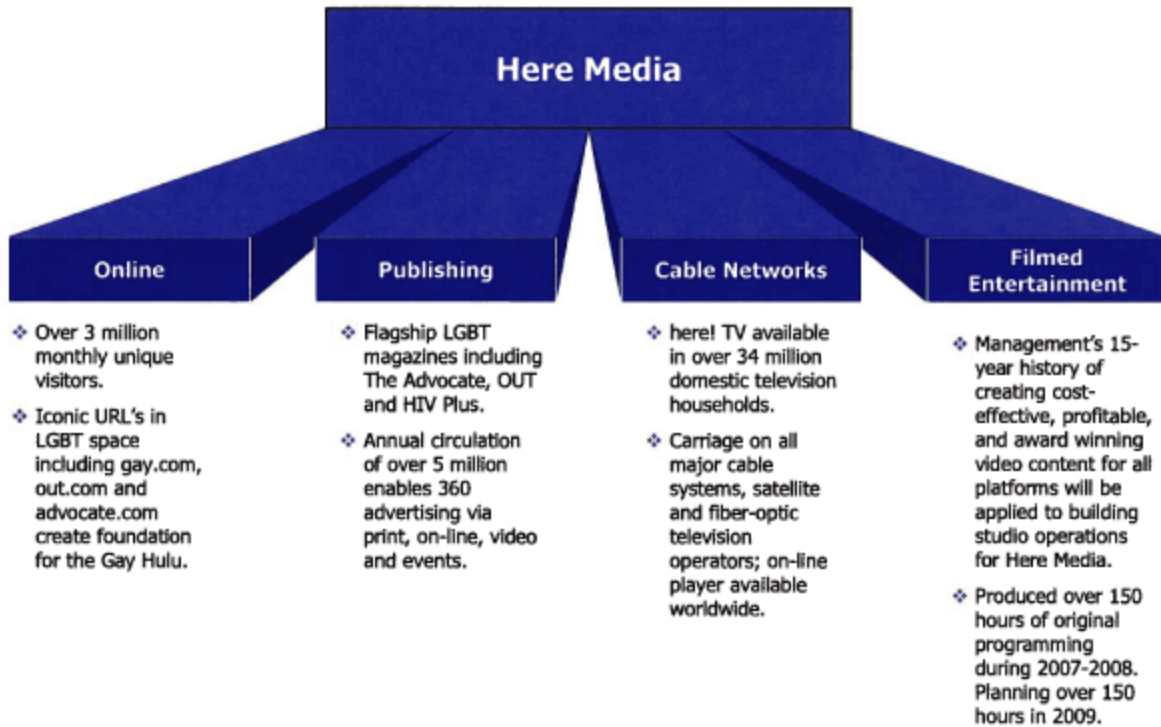 Here Media
Online
❖ Over 3 million
monthly unique
visitors.
❖ Iconic URL's in
LGBT space
including gay.com,
out.com and
advocate.com
create foundation
for the Gay Hulu.
Publishing
❖ Flagship LGBT
magazines including
The Advocate, OUT
and HIV Plus.
❖ Annual circulation
of over 5 million
enables 360
advertising via
print, on-line, video
and events.
Cable Networks
❖ here! TV available
in over 34 million
domestic television
households.
❖ Carriage on all
major cable
systems, satellite
and fiber-optic
television
operators; on-line
player available
worldwide.
Filmed
Entertainment
❖ Management's 15-
year history of
creating cost-
effective, profitable,
and award winning
video content for all
platforms will be
applied to building
studio operations
for Here Media.
❖ Produced over 150
hours of original
programming
during 2007-2008.
Planning over 150
hours in 2009.